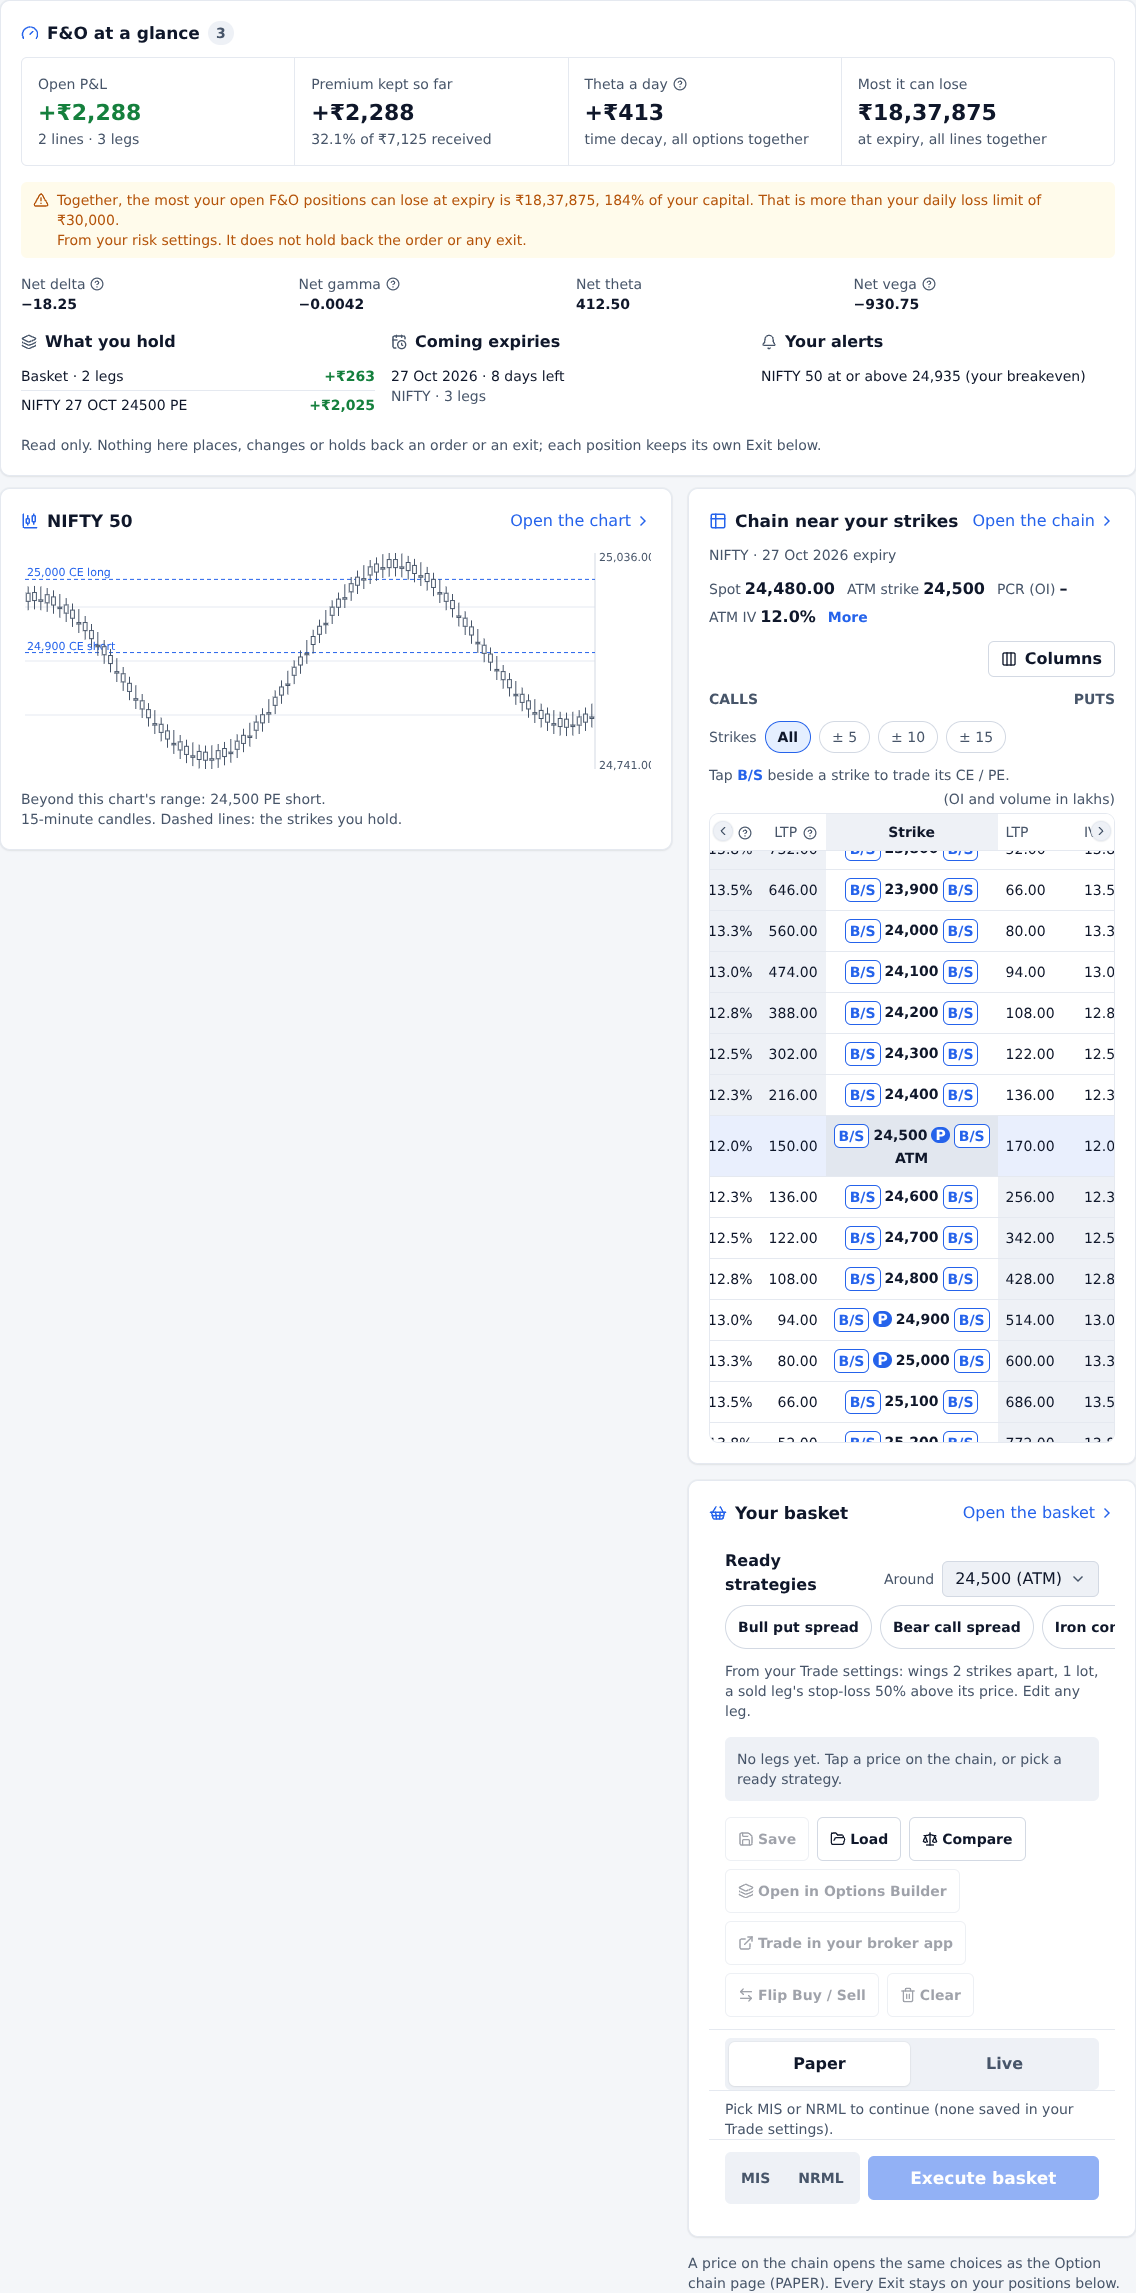 F&O at a glance 3
Open P&L
+₹2,288
2 lines · 3 legs
Premium kept so far
+₹2,288
32.1% of ₹7,125 received
Theta a day
+₹413
time decay, all options together
Most it can lose
₹18,37,875
at expiry, all lines together
Together, the most your open F&O positions can lose at expiry is ₹18,37,875, 184% of your capital. That is more than your daily loss limit of
₹30,000.
From your risk settings. It does not hold back the order or any exit.
Net delta
−18.25
Net gamma
−0.0042
Net theta
412.50
Net vega
−930.75
What you hold
Basket · 2 legs +₹263
NIFTY 27 OCT 24500 PE +₹2,025
Coming expiries
27 Oct 2026 · 8 days left
NIFTY · 3 legs
Your alerts
NIFTY 50 at or above 24,935 (your breakeven)
Read only. Nothing here places, changes or holds back an order or an exit; each position keeps its own Exit below.
NIFTY 50 Open the chart
25,036.00
25,000 CE long
24,900 CE short
24,741.00
Beyond this chart's range: 24,500 PE short.
15-minute candles. Dashed lines: the strikes you hold.
Chain near your strikes Open the chain
NIFTY · 27 Oct 2026 expiry
Spot 24,480.00 ATM strike 24,500 PCR (OI) –
ATM IV 12.0% More
Columns
CALLS PUTS
Strikes All ± 5 ± 10 ± 15
Tap B/S beside a strike to trade its CE / PE.
(OI and volume in lakhs)
LTP Strike LTP
13.5% 646.00 B/S 23,900 B/S 66.00 13.5
13.3% 560.00 B/S 24,000 B/S 80.00 13.3
13.0% 474.00 B/S 24,100 B/S 94.00 13.0
12.8% 388.00 B/S 24,200 B/S 108.00 12.8
12.5% 302.00 B/S 24,300 B/S 122.00 12.5
12.3% 216.00 B/S 24,400 B/S 136.00 12.3
12.0% 150.00 B/S 24,500 P B/S 170.00 12.0
ATM
12.3% 136.00 B/S 24,600 B/S 256.00 12.3
12.5% 122.00 B/S 24,700 B/S 342.00 12.5
12.8% 108.00 B/S 24,800 B/S 428.00 12.8
13.0% 94.00 B/S P 24,900 B/S 514.00 13.0
13.3% 80.00 B/S P 25,000 B/S 600.00 13.3
13.5% 66.00 B/S 25,100 B/S 686.00 13.5
Your basket Open the basket
Ready
strategies
Around 24,500 (ATM)
Bull put spread Bear call spread Iron cor
From your Trade settings: wings 2 strikes apart, 1 lot,
a sold leg's stop-loss 50% above its price. Edit any
leg.
No legs yet. Tap a price on the chain, or pick a
ready strategy.
Save Load Compare
Open in Options Builder
Trade in your broker app
Flip Buy / Sell Clear
Paper Live
Pick MIS or NRML to continue (none saved in your
Trade settings).
MIS NRML Execute basket
A price on the chain opens the same choices as the Option
chain page (PAPER). Every Exit stays on your positions below.